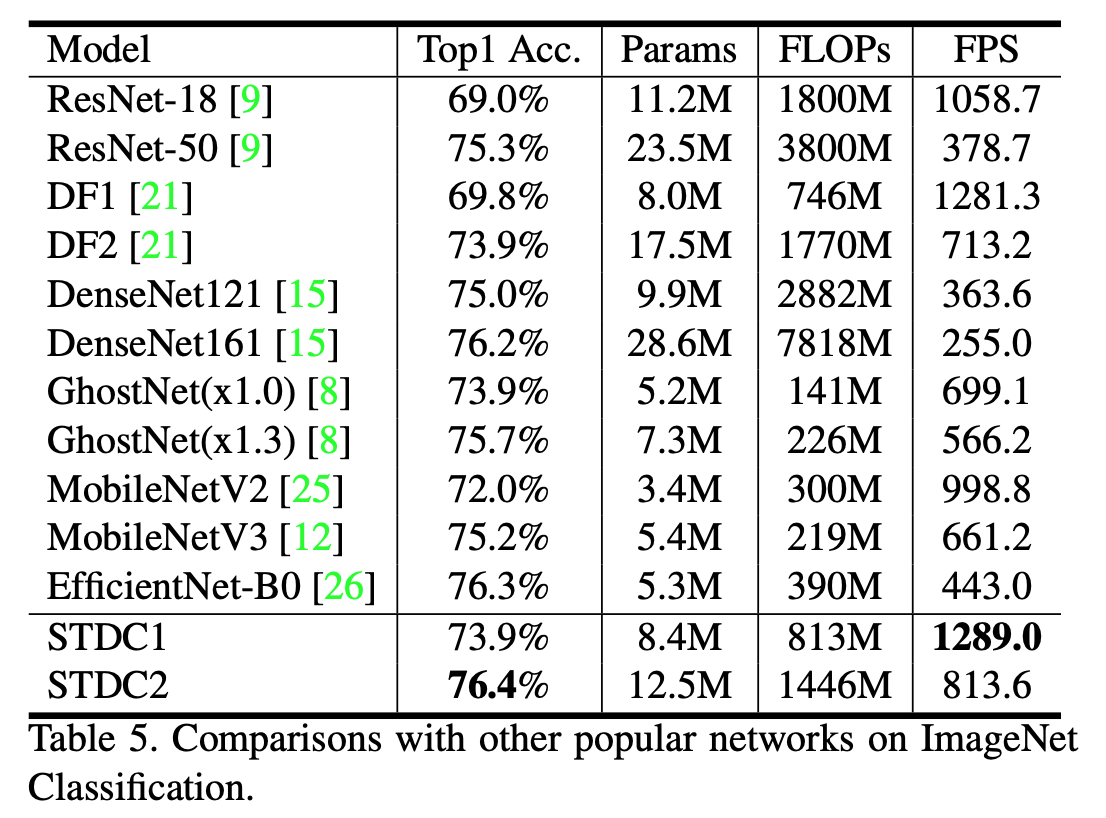 Model Top1 Acc. Params FLOPs FPS
ResNet-18 [9] 69.0% 11.2M 1800M 1058.7
ResNet-50 [9] 75.3% 23.5M 3800M 378.7
DF1 [21] 69.8% 8.0M 746M 1281.3
DF2 [21] 73.9% 17.5M 1770M 713.2
DenseNet121 [15] 75.0% 9.9M 2882M 363.6
DenseNet161 [15] 76.2% 28.6M 7818M 255.0
GhostNet(x1.0) [8] 73.9% 5.2M 141M 699.1
GhostNet(x1.3) [8] 75.7% 7.3M 226M 566.2
MobileNetV2 [25] 72.0% 3.4M 300M 998.8
MobileNetV3 [12] 75.2% 5.4M 219M 661.2
EfficientNet-B0 [26] 76.3% 5.3M 390M 443.0
STDC1 73.9% 8.4M 813M 1289.0
STDC2 76.4% 12.5M 1446M 813.6
Table 5. Comparisons with other popular networks on ImageNet
Classification.